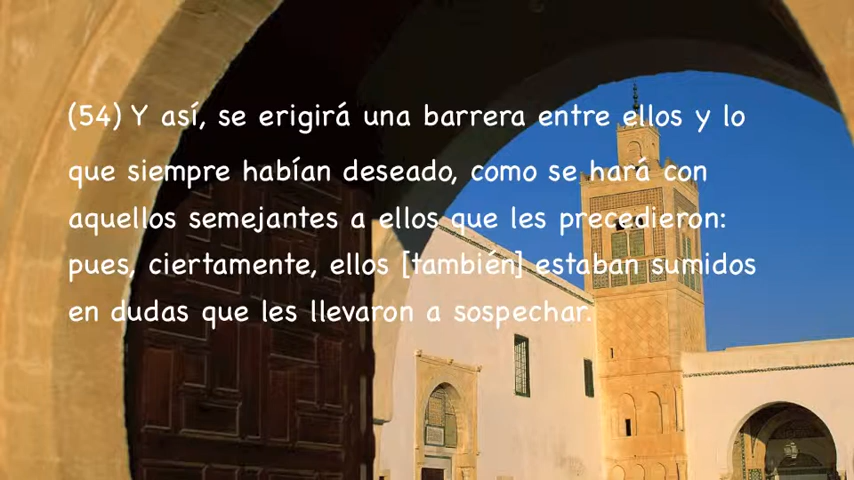 (54) Y así, se erigirá una barrera entre ellos y lo
que siempre habían deseado, como se hará con
aquellos semejantes a ellos que les precedieron:
pues, ciertamente, ellos [también] estaban sumidos
en dudas que les llevaron a sospechar.